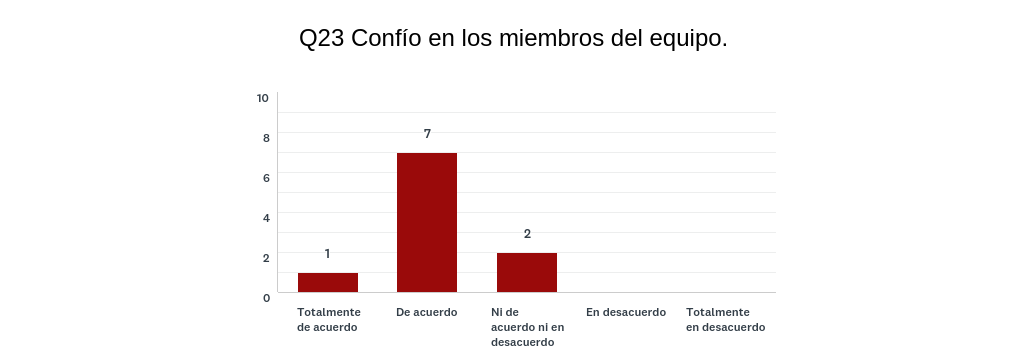 Q23 Confío en los miembros del equipo.
10
8
7
6
4
2
2
1
0
Totalmente
de acuerdo
De acuerdo
Ni de
acuerdo ni en
desacuerdo
En desacuerdo
Totalmente
en desacuerdo